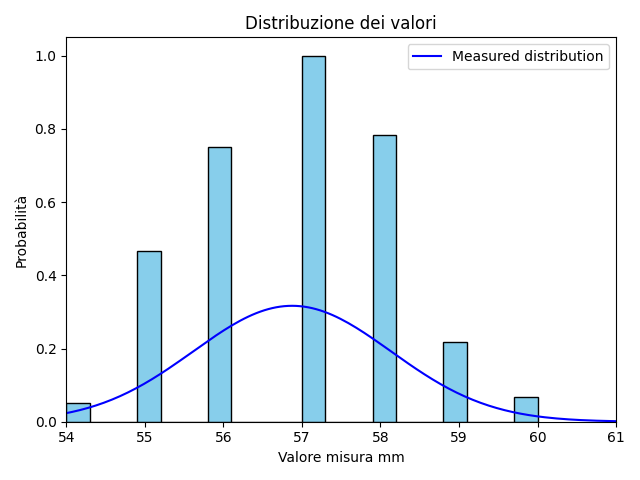 Distribuzione dei valori
Measured distribution
Probabilità
1.0
0.8
0.6
0.4
0.2
0.0
54 55 56 57 58 59 60 61
Valore misura mm